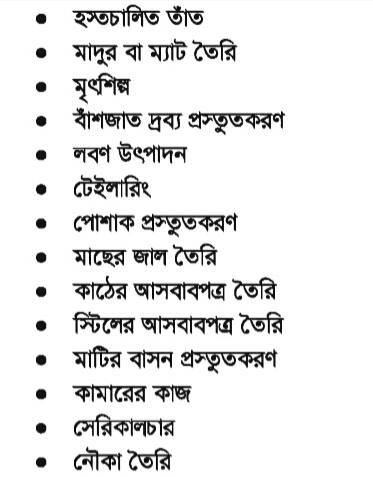 • হস্তচালিত তাঁত
• মাদুর বা ম্যাট তৈরি
• মৃৎশিল্প
• বাঁশজাত দ্রব্য প্রস্তুতকরণ
• লবণ উৎপাদন
• টেইলারিং
• পোশাক প্রস্তুতকরণ
• মাছের জাল তৈরি
• কাঠের আসবাবপত্র তৈরি
• স্টিলের আসবাবপত্র তৈরি
• মাটির বাসন প্রস্তুতকরণ
• কামারের কাজ
• সেরিকালচার
• নৌকা তৈরি